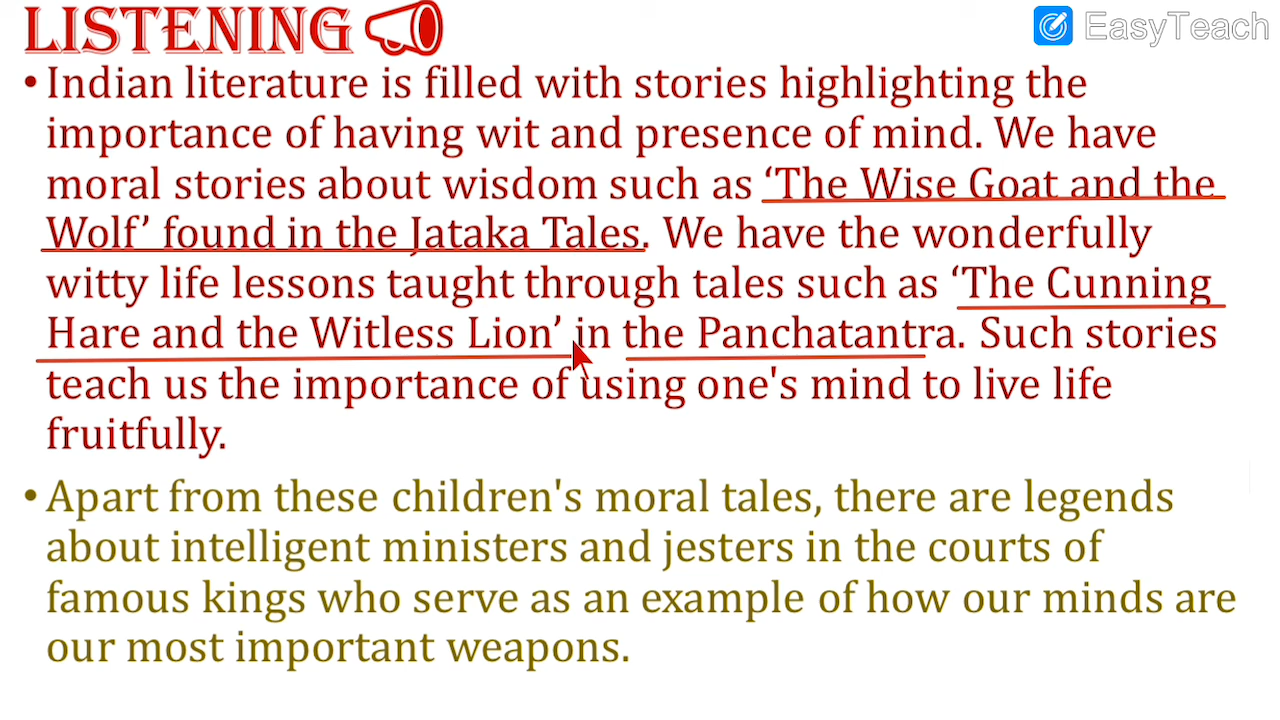 LISTENING
EasyTeach
• Indian literature is filled with stories highlighting the
importance of having wit and presence of mind. We have
moral stories about wisdom such as ‘The Wise Goat and the
Wolf’ found in the Jataka Tales. We have the wonderfully
witty life lessons taught through tales such as ‘The Cunning
Hare and the Witless Lion’ in the Panchatantra. Such stories
teach us the importance of using one's mind to live life
fruitfully.
• Apart from these children's moral tales, there are legends
about intelligent ministers and jesters in the courts of
famous kings who serve as an example of how our minds are
our most important weapons.